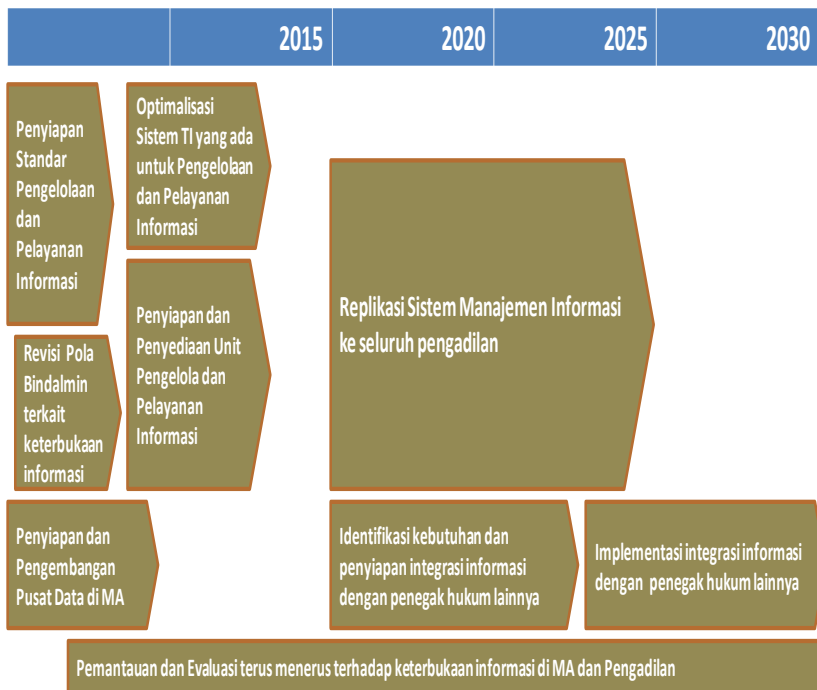 2015 2020 2025 2030
Penyiapan
Standar
Pengelolaan
dan
Pelayanan
Informasi
Optimalisasi
Sistem TI yang ada
untuk Pengelolaan
dan Pelayanan
Informasi
Penyiapan dan
Penyediaan Unit
Pengelola dan
Pelayanan
Informasi
Replikasi Sistem Manajemen Informasi
ke seluruh pengadilan
Revisi Pola
Bindalmin
terkait
keterbukaan
informasi
Penyiapan dan
Pengembangan
Pusat Data di MA
Identifikasi kebutuhan dan
penyiapan integrasi informasi
dengan penegak hukum lainnya
Implementasi integrasi informasi
dengan penegak hukum lainnya
Pemantauan dan Evaluasi terus menerus terhadap keterbukaan informasi di MA dan Pengadilan